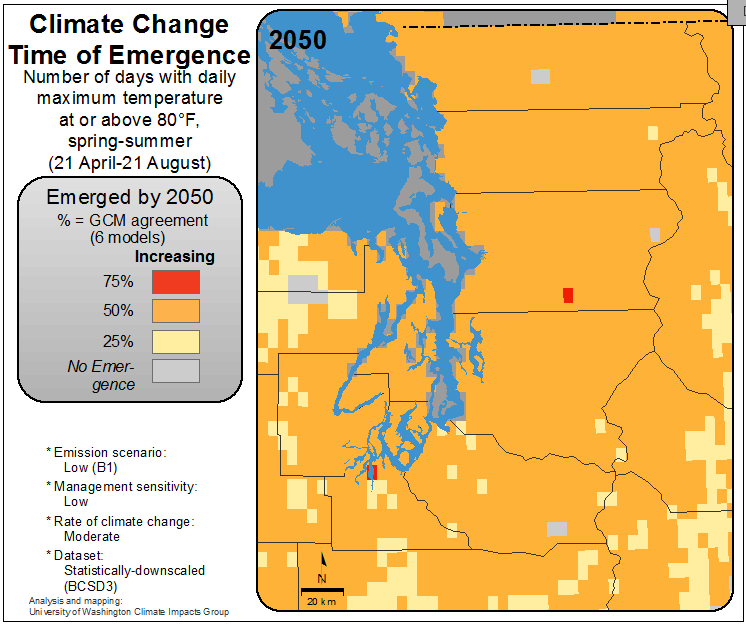 Climate Change
Time of Emergence
Number of days with daily
maximum temperature
at or above 80°F,
spring-summer
(21 April-21 August)
Emerged by 2050
% = GCM agreement
(6 models)
Increasing
75%
50%
25%
No Emer-
gence
* Emission scenario:
Low (B1)
* Management sensitivity:
Low
* Rate of climate change:
Moderate
* Dataset:
Statistically-downscaled
(BCSD3)
Analysis and mapping:
University of Washington Climate Impacts Group
2050
N
20 km